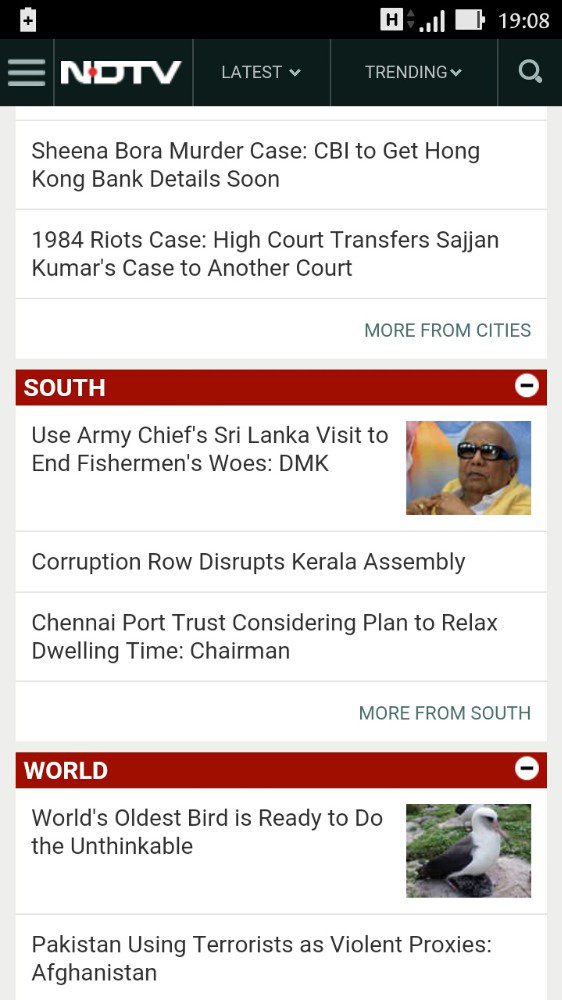 H 19:08
NDTV LATEST TRENDING
Sheena Bora Murder Case: CBI to Get Hong
Kong Bank Details Soon
1984 Riots Case: High Court Transfers Sajjan
Kumar's Case to Another Court
MORE FROM CITIES
SOUTH
Use Army Chief's Sri Lanka Visit to
End Fishermen's Woes: DMK
Corruption Row Disrupts Kerala Assembly
Chennai Port Trust Considering Plan to Relax
Dwelling Time: Chairman
MORE FROM SOUTH
WORLD
World's Oldest Bird is Ready to Do
the Unthinkable
Pakistan Using Terrorists as Violent Proxies:
Afghanistan